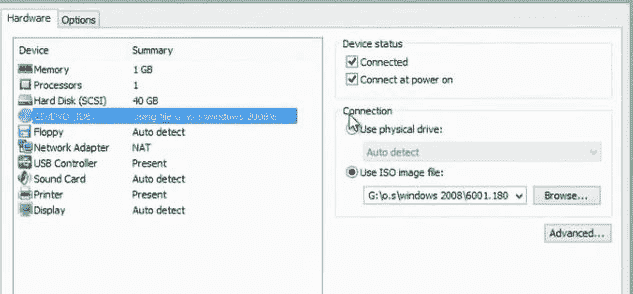 Hardware
Options
Device Summary
Memory 1 GB
Processors 1
Hard Disk (SCSI) 40 GB
Floppy Auto detect
Network Adapter NAT
USB Controller Present
Sound Card Auto detect
Printer Present
Display Auto detect
Device status
Connected
Connect at power on
Connection
Use physical drive:
Auto detect
Use ISO image file:
G:\o.s\windows 2008\6001.180
Browse...
Advanced...